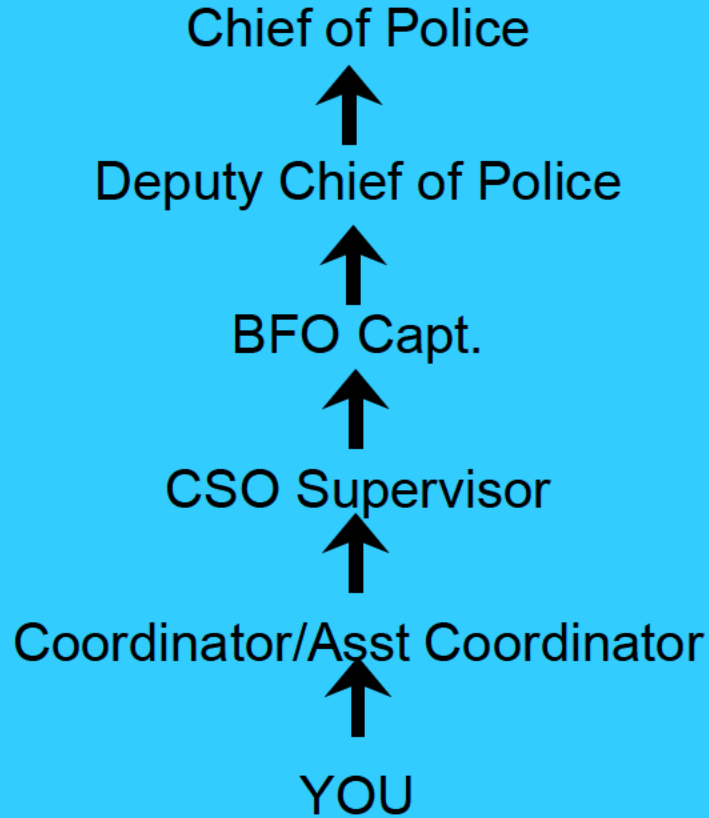 Chief of Police
Deputy Chief of Police
BFO Capt.
CSO Supervisor
Coordinator/Asst Coordinator
YOU